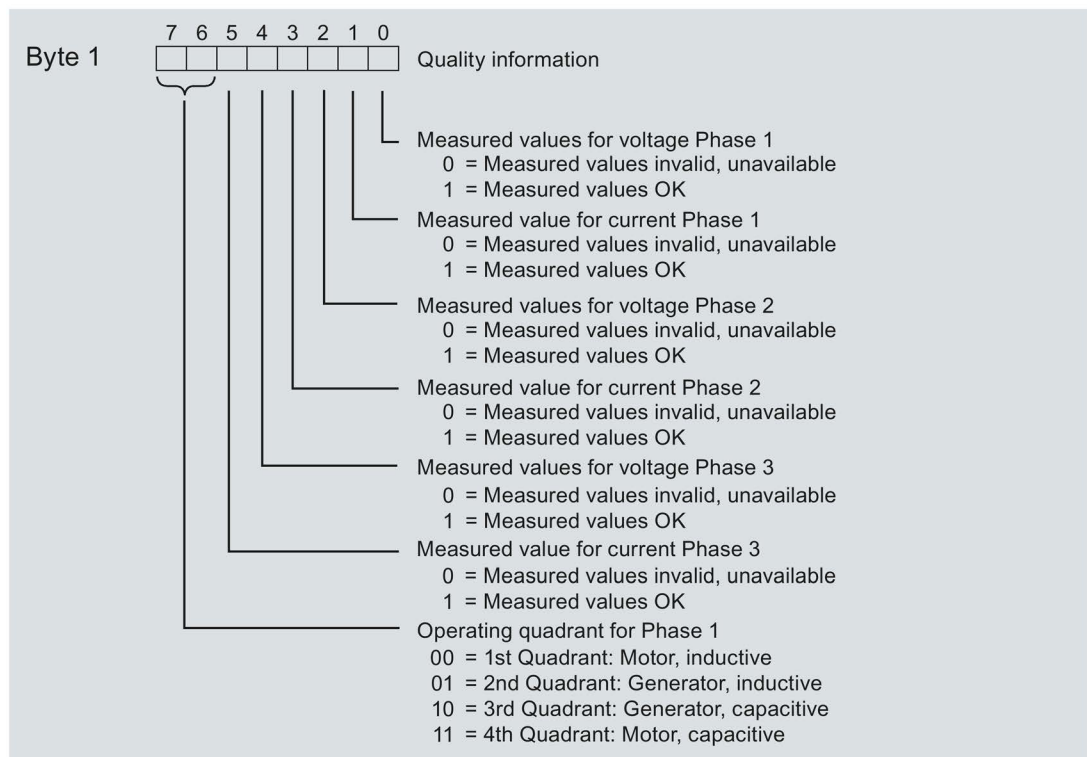 7 6 5 4 3 2 1 0
Byte 1 Quality information
Measured values for voltage Phase 1
0 = Measured values invalid, unavailable
1 = Measured values OK
Measured value for current Phase 1
0 = Measured values invalid, unavailable
1 = Measured values OK
Measured values for voltage Phase 2
0 = Measured values invalid, unavailable
1 = Measured values OK
Measured value for current Phase 2
0 = Measured values invalid, unavailable
1 = Measured values OK
Measured values for voltage Phase 3
0 = Measured values invalid, unavailable
1 = Measured values OK
Measured value for current Phase 3
0 = Measured values invalid, unavailable
1 = Measured values OK
Operating quadrant for Phase 1
00 = 1st Quadrant: Motor, inductive
01 = 2nd Quadrant: Generator, inductive
10 = 3rd Quadrant: Generator, capacitive
11 = 4th Quadrant: Motor, capacitive